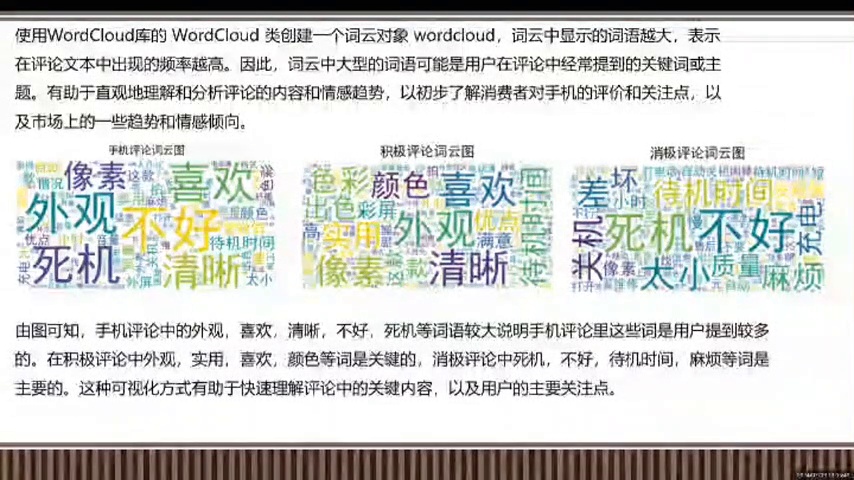 使用WordCloud库的 WordCloud 类创建一个词云对象 wordcloud，词云中显示的词语越大，表示
在评论文本中出现的频率越高。因此，词云中大型的词语可能是用户在评论中经常提到的关键词或主
题。有助于直观地理解和分析评论的内容和情感趋势，以初步了解消费者对手机的评价和关注点，以
及市场上的一些趋势和情感倾向。
手机评论词云图
像素 这款 喜欢
外观 不好 颜色
优点 待机时间
死机 清晰
外屏 太小
积极评论词云图
色彩 颜色 喜欢 待机时间
出色 彩屏 外观 优点
高 实用 满意
像素 这款 清晰
消极评论词云图
差 坏 小时 待机时间
关机 死机 不好 充电
像素 太小 质量 麻烦
打开 自动
由图可知，手机评论中的外观，喜欢，清晰，不好，死机等词语较大说明手机评论里这些词是用户提到较多
的。在积极评论中外观，实用，喜欢，颜色等词是关键的，消极评论中死机，不好，待机时间，麻烦等词是
主要的。这种可视化方式有助于快速理解评论中的关键内容，以及用户的主要关注点。